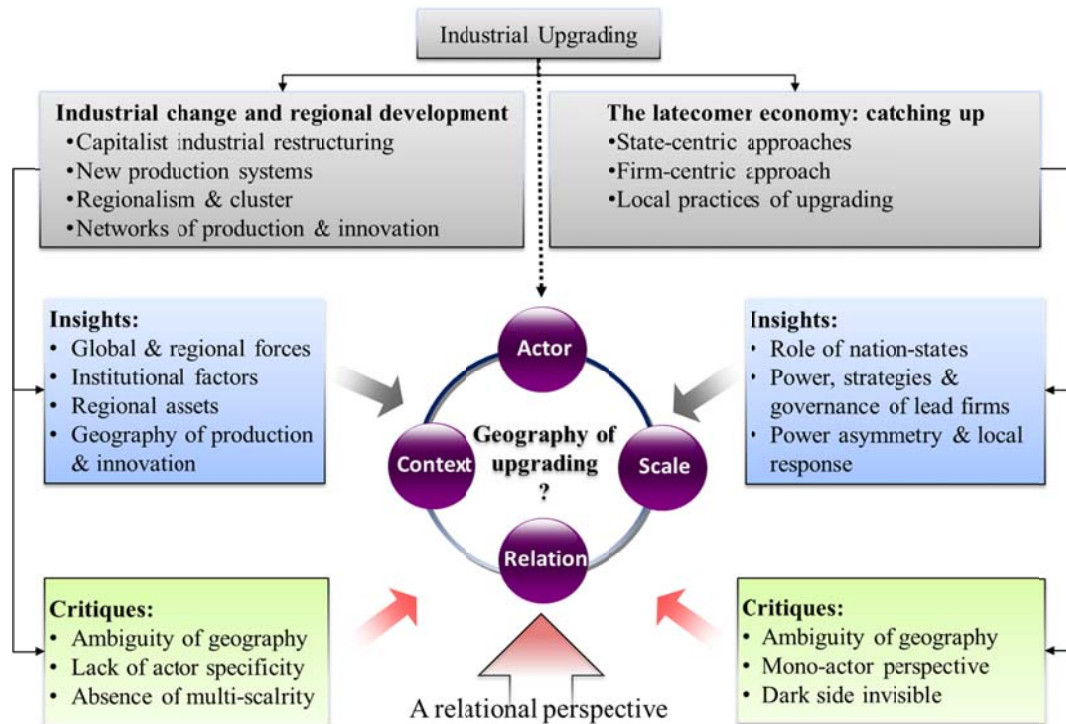 Industrial Upgrading
Industrial change and regional development
•Capitalist industrial restructuring
•New production systems
•Regionalism & cluster
•Networks of production & innovation
The latecomer economy: catching up
•State-centric approaches
•Firm-centric approach
•Local practices of upgrading
Insights:
• Global & regional forces
• Institutional factors
• Regional assets
• Geography of production
& innovation
Actor
Context
Geography of
upgrading
?
Scale
Relation
Insights:
• Role of nation-states
• Power, strategies &
governance of lead firms
• Power asymmetry & local
response
Critiques:
• Ambiguity of geography
• Lack of actor specificity
• Absence of multi-scalrity
A relational perspective
Critiques:
• Ambiguity of geography
• Mono-actor perspective
• Dark side invisible